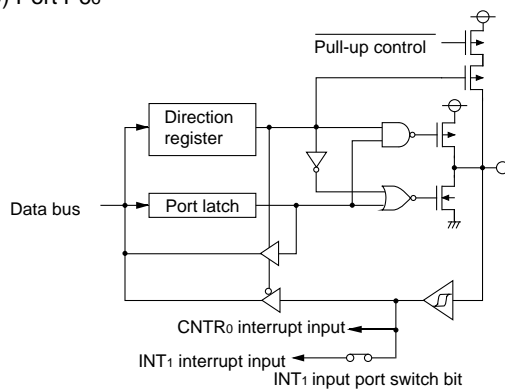 ) Port
Pull-up control
Direction
register
Data bus
Port latch
CNTR0 interrupt input
INT1 interrupt input
INT1 input port switch bit